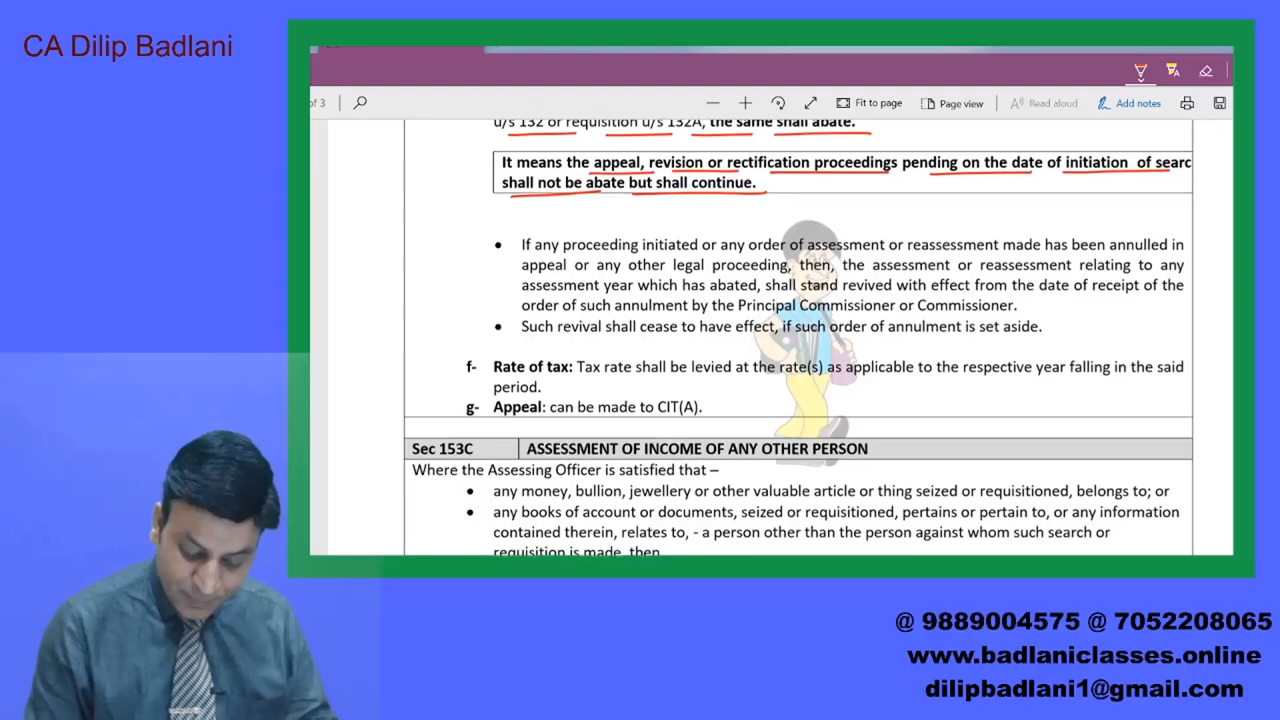 CA Dilip Badlani
of 3
Fit to page
Page view
Read aloud
Add notes
u/s 132 or requisition u/s 132A, the same shall abate.
It means the appeal, revision or rectification proceedings pending on the date of initiation of searc
shall not be abate but shall continue.
• If any proceeding initiated or any order of assessment or reassessment made has been annulled in
appeal or any other legal proceeding, then, the assessment or reassessment relating to any
assessment year which has abated, shall stand revived with effect from the date of receipt of the
order of such annulment by the Principal Commissioner or Commissioner.
• Such revival shall cease to have effect, if such order of annulment is set aside.
f- Rate of tax: Tax rate shall be levied at the rate(s) as applicable to the respective year falling in the said
period.
g- Appeal: can be made to CIT(A).
Sec 153C ASSESSMENT OF INCOME OF ANY OTHER PERSON
Where the Assessing Officer is satisfied that –
• any money, bullion, jewellery or other valuable article or thing seized or requisitioned, belongs to; or
• any books of account or documents, seized or requisitioned, pertains or pertain to, or any information
contained therein, relates to, - a person other than the person against whom such search or
requisition is made, then
@ 9889004575 @ 7052208065
www.badlaniclasses.online
dilipbadlani1@gmail.com